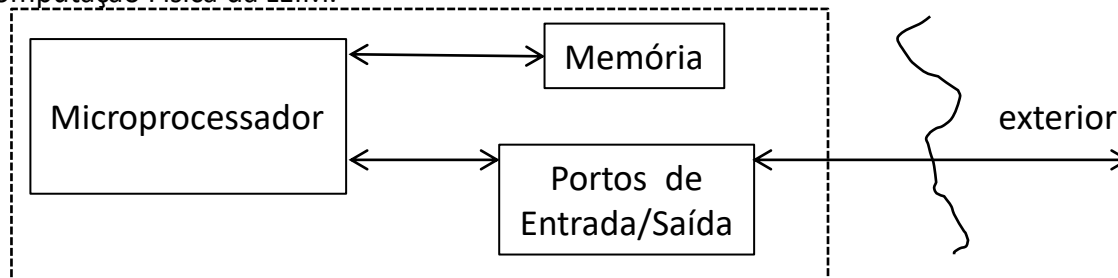 Microprocessador
Memória
exterior
Portos de
Entrada/Saída